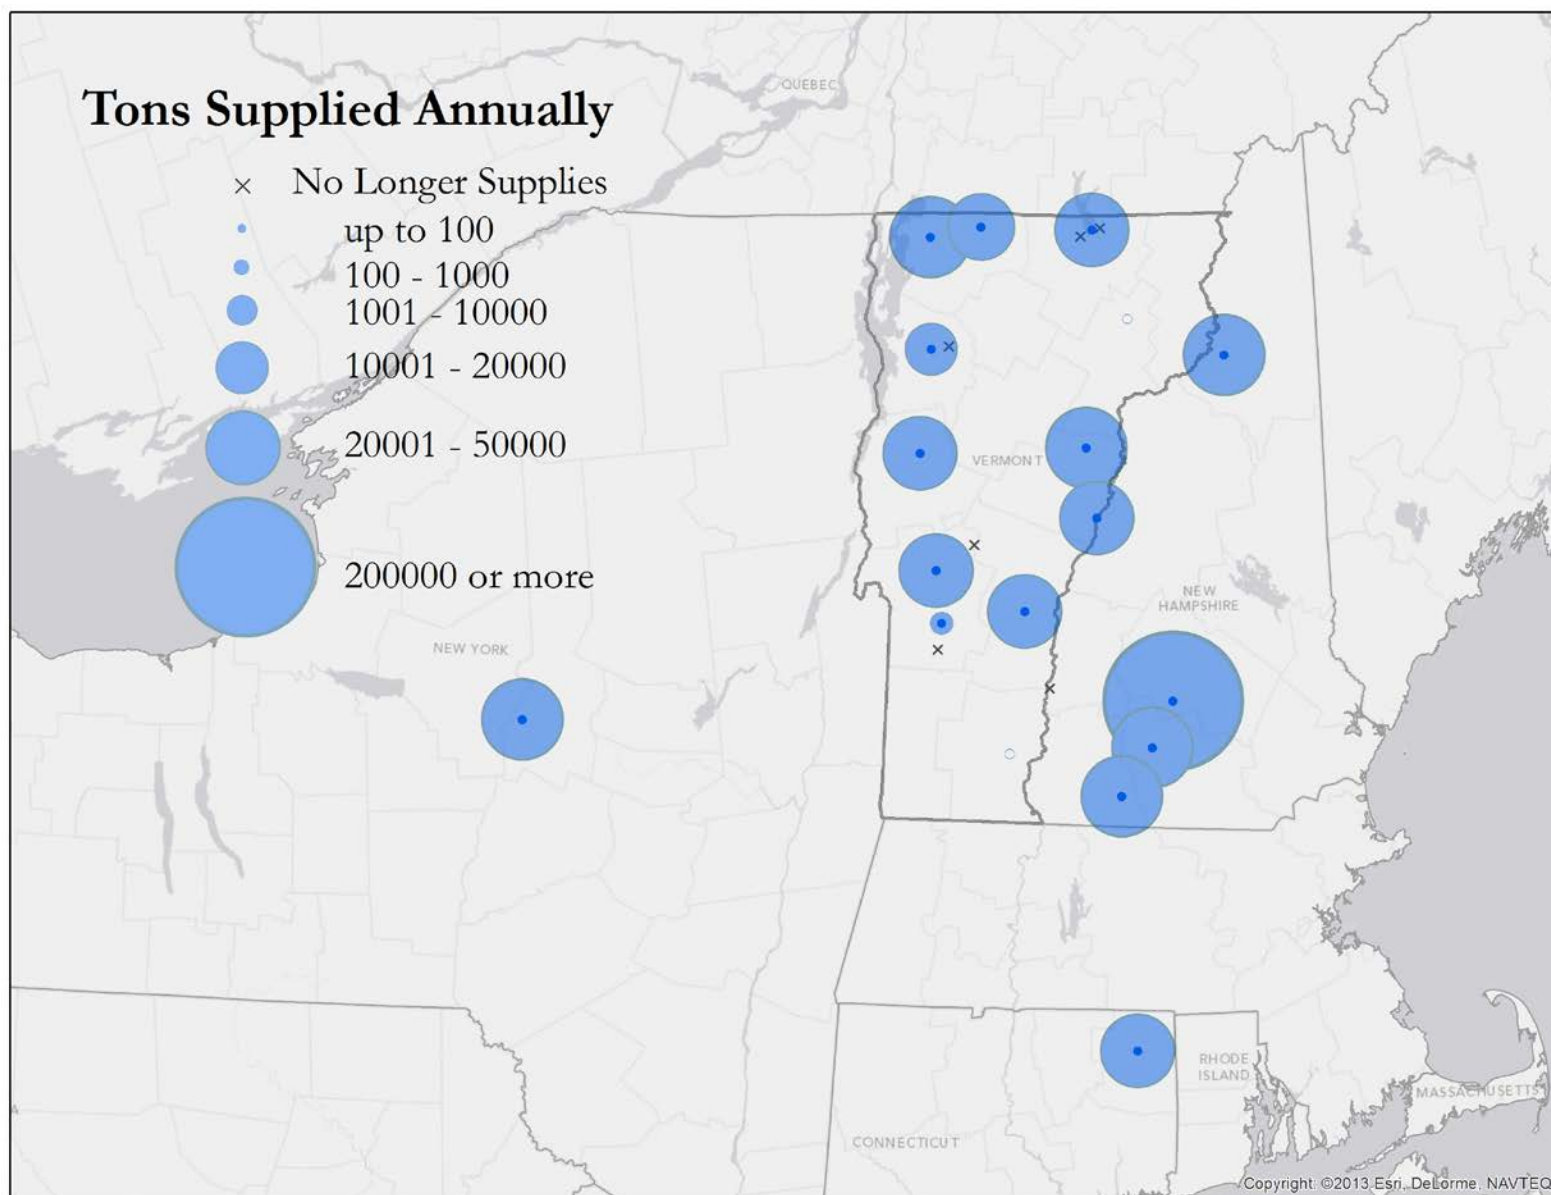 QUEBEC
Tons Supplied Annually
No Longer Supplies
up to 100
100 - 1000
1001 - 10000
10001 - 20000
20001 - 50000
VERMONT
200000 or more
NEW
HAMPSHIRE
NEW YORK
RHODE
ISLAND
MASSACHUSETTS
A
CONNECTICUT
Copyright: ©2013 Esri, DeLorme, NAVTEQ